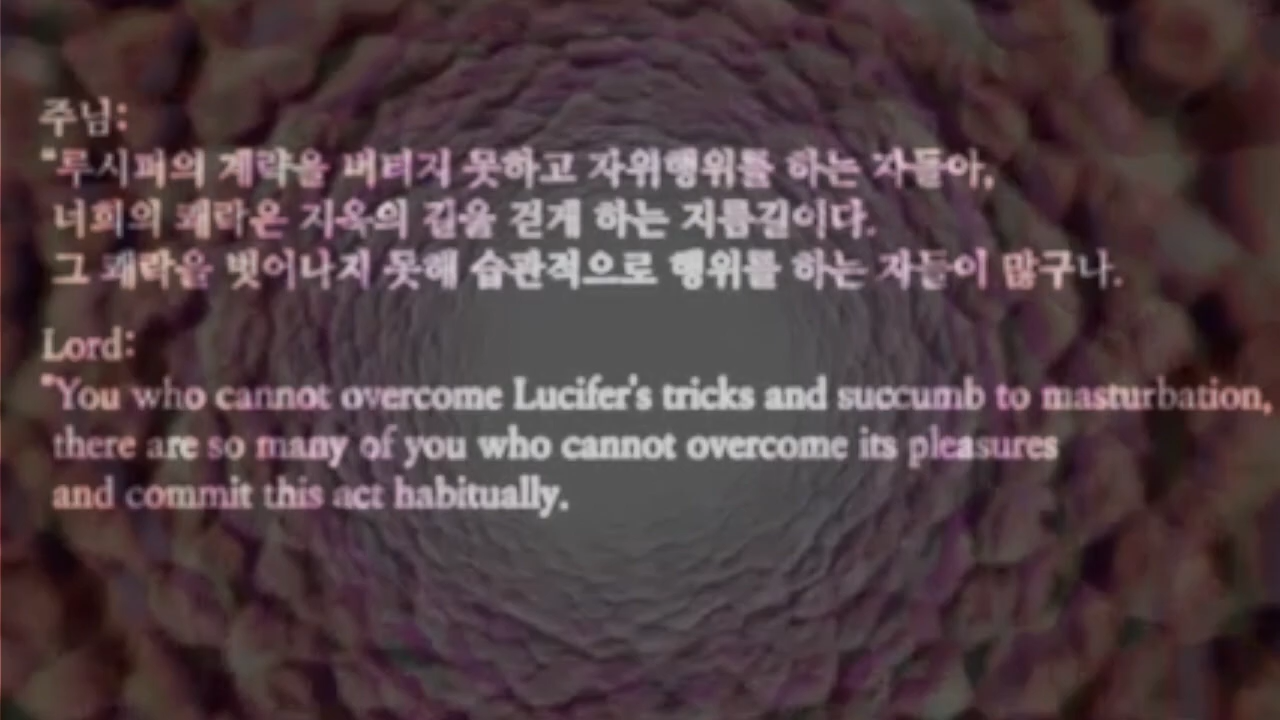 주님:
"루시퍼의 계략을 버티지 못하고 자위행위를 하는 자들아,
너희의 쾌락은 지옥의 길을 걷게 하는 지름길이다.
그 쾌락을 벗어나지 못해 습관적으로 행위를 하는 자들이 많구나.
Lord:
"You who cannot overcome Lucifer's tricks and succumb to masturbation,
there are so many of you who cannot overcome its pleasures
and commit this act habitually.